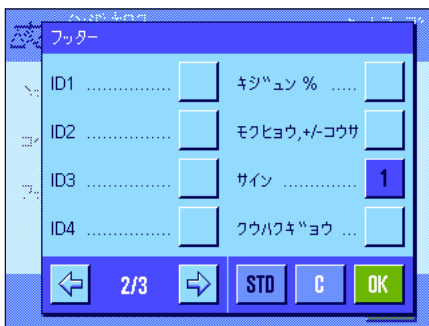 フッター
ID1 ................ キジュン % .....
ID2 ................ モクヒョウ,+/-コウサ
ID3 ................ サイン .............. 1
ID4 ................ クウハクギョウ ...
2/3 STD C OK